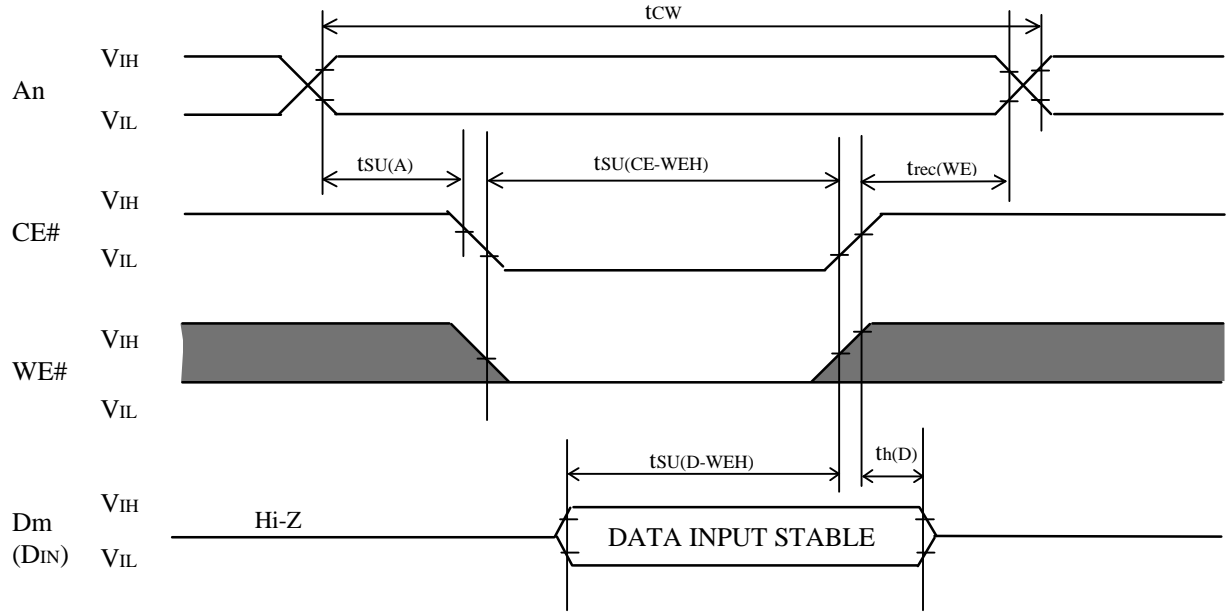 tCW
VIH
An
VIL
tSU(A)
tSU(CE-WEH)
trec(WE)
VIH
CE#
VIL
VIH
WE#
VIL
tSU(D-WEH)
th(D)
VIH
Dm
Hi-Z
DATA INPUT STABLE
(DIN)
VIL